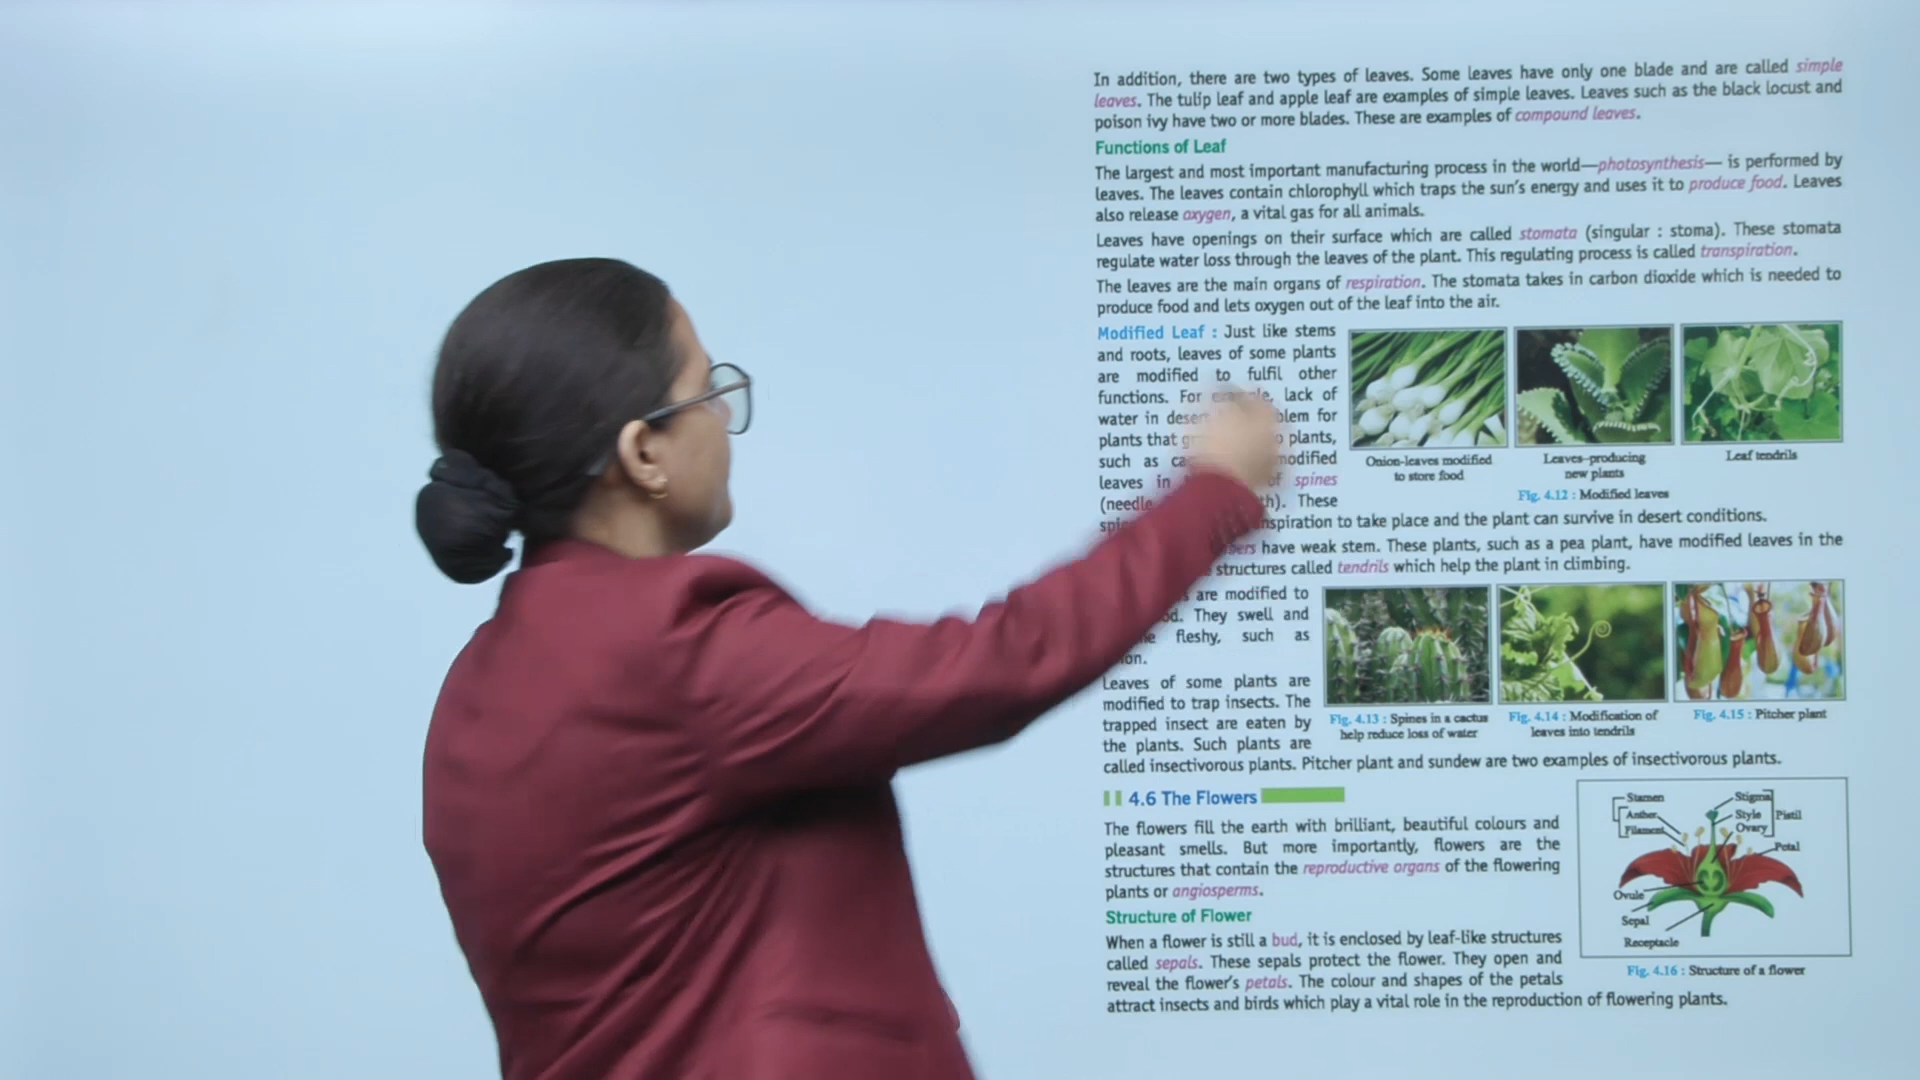 In addition, there are two types of leaves. Some leaves have only one blade and are called simple
leaves. The tulip leaf and apple leaf are examples of simple leaves. Leaves such as the black locust and
poison ivy have two or more blades. These are examples of compound leaves.
Functions of Leaf
The largest and most important manufacturing process in the world—photosynthesis— is performed by
leaves. The leaves contain chlorophyll which traps the sun's energy and uses it to produce food. Leaves
also release oxygen, a vital gas for all animals.
Leaves have openings on their surface which are called stomata (singular : stoma). These stomata
regulate water loss through the leaves of the plant. This regulating process is called transpiration.
The leaves are the main organs of respiration. The stomata takes in carbon dioxide which is needed to
produce food and lets oxygen out of the leaf into the air.
Modified Leaf : Just like stems
and roots, leaves of some plants
are modified to fulfil other
functions. For lack of
water in for
plants that plants,
such as modified
leaves in of spines
(needle These
to take place and the plant can survive in desert conditions.
have weak stem. These plants, such as a pea plant, have modified leaves in the
structures called tendrils which help the plant in climbing.
are modified to
They swell and
fleshy, such as
Leaves of some plants are
modified to trap insects. The
trapped insect are eaten by
the plants. Such plants are
called insectivorous plants. Pitcher plant and sundew are two examples of insectivorous plants.
Onion-leaves modified
to store food
Leaves-producing
new plants
Leaf tendrils
Fig. 4.12 : Modified leaves
Fig. 4.13 : Spines in a cactus
help reduce loss of water
Fig. 4.14 : Modification of
leaves into tendrils
Fig. 4.15 : Pitcher plant
4.6 The Flowers
The flowers fill the earth with brilliant, beautiful colours and
pleasant smells. But more importantly, flowers are the
structures that contain the reproductive organs of the flowering
plants or angiosperms.
Structure of Flower
When a flower is still a bud, it is enclosed by leaf-like structures
called sepals. These sepals protect the flower. They open and
reveal the flower's petals. The colour and shapes of the petals
attract insects and birds which play a vital role in the reproduction of flowering plants.
Stamen
Anther
Filament
Stigma
Style
Ovary
Pistil
Petal
Ovule
Sepal
Receptacle
Fig. 4.16 : Structure of a flower